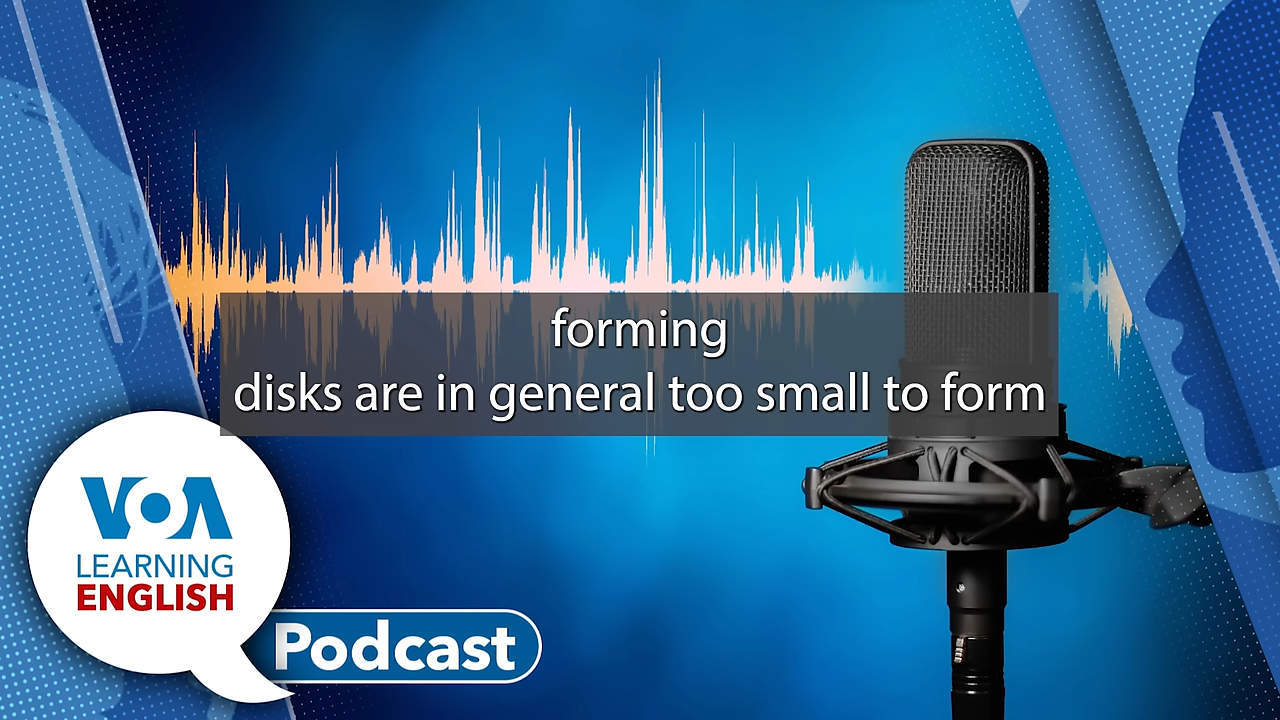 forming
disks are in general too small to form
VOA
LEARNING
ENGLISH
Podcast